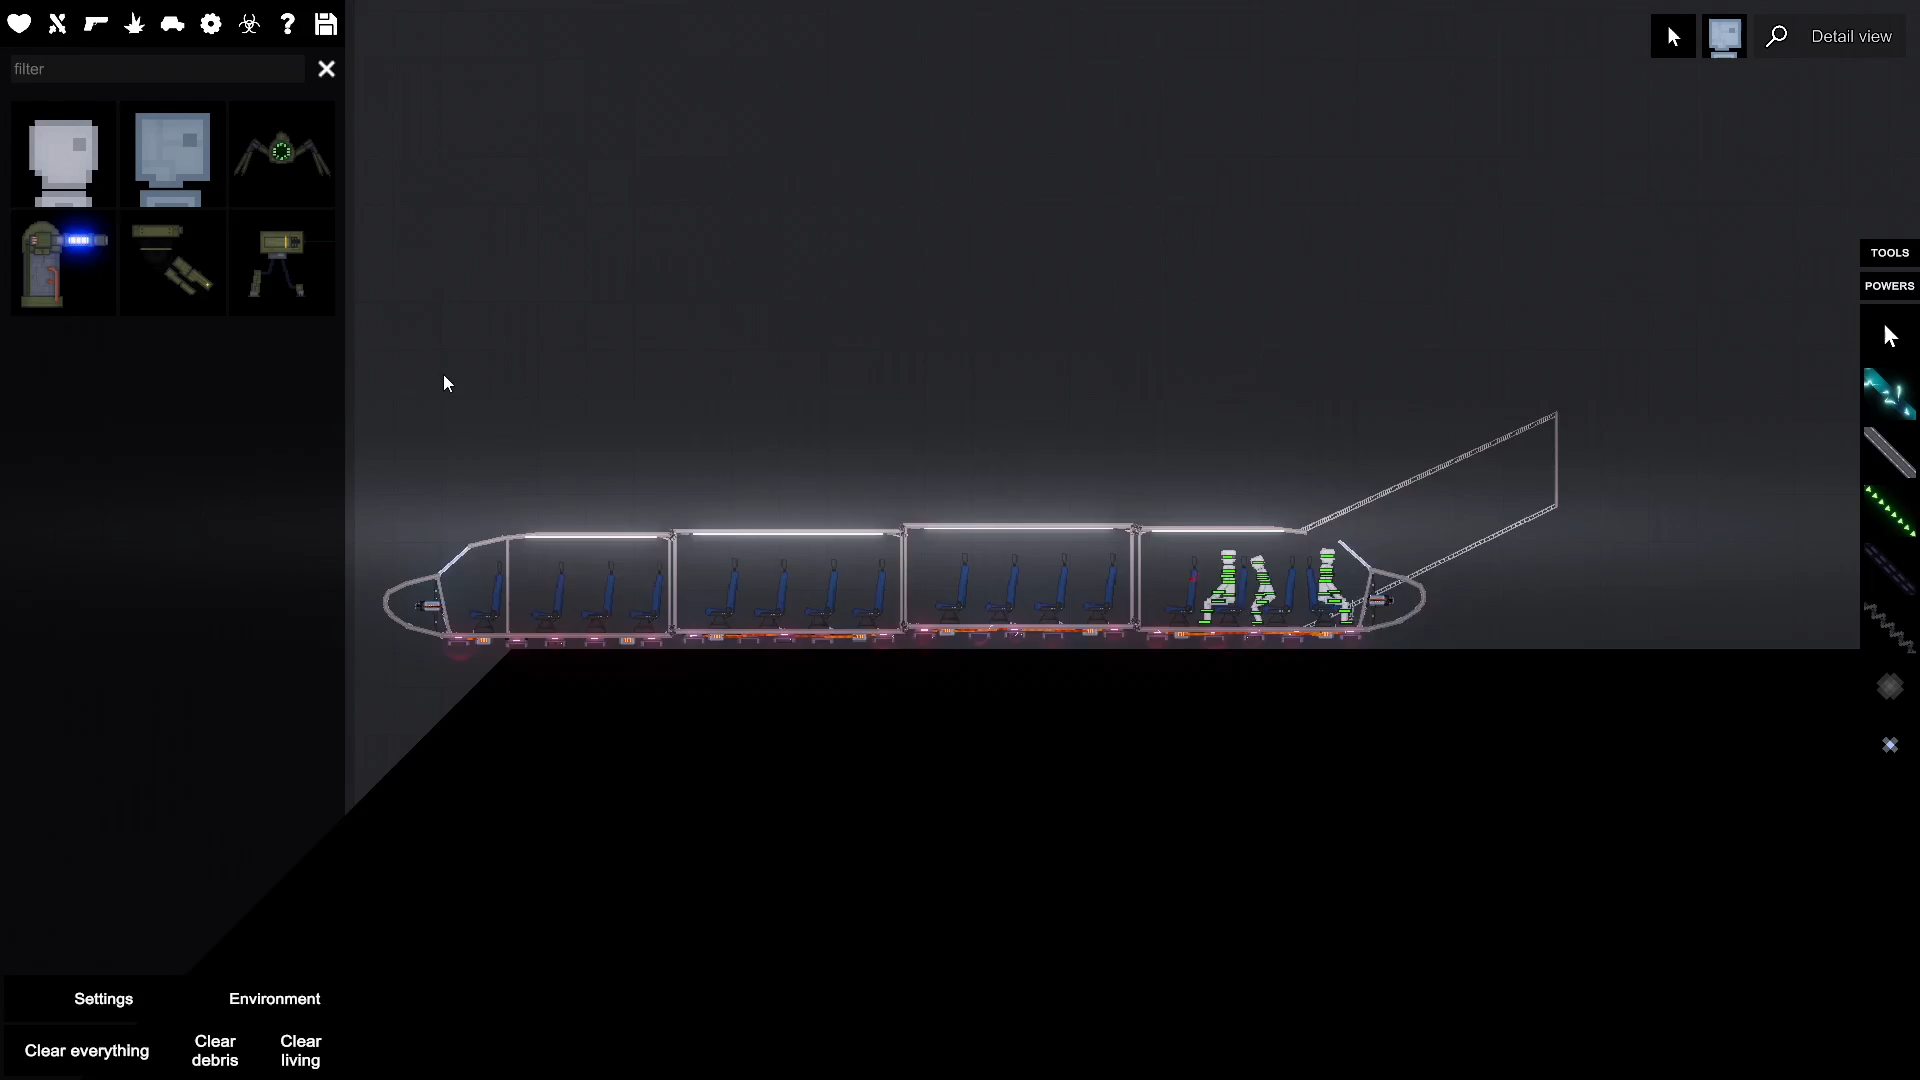 filter
Detail view
TOOLS
POWERS
Settings
Environment
Clear everything
Clear
debris
Clear
living